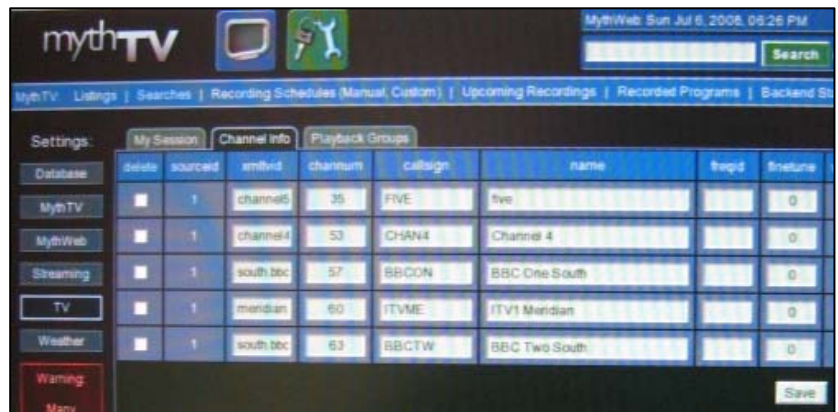 mythTV
MythWeb: Sun Jul 6, 2008, 06:26 PM
Search
MythTV: Listings | Searches | Recording Schedules (Manual, Custom) | Upcoming Recordings | Recorded Programs | Backend
Settings:
My Session Channel Info Playback Groups
delete sourceid xmltvid channum callsign name freqid finetune
Database
MythTV
MythWeb
Streaming
TV
Weather
Warning:
Many
1 channel5 35 FIVE five 0
1 channel4 53 CHAN4 Channel 4 0
1 south.bbc 57 BBCON BBC One South 0
1 meridian 60 ITVME ITV1 Meridian 0
1 south.bbc 63 BBCTW BBC Two South 0
Save